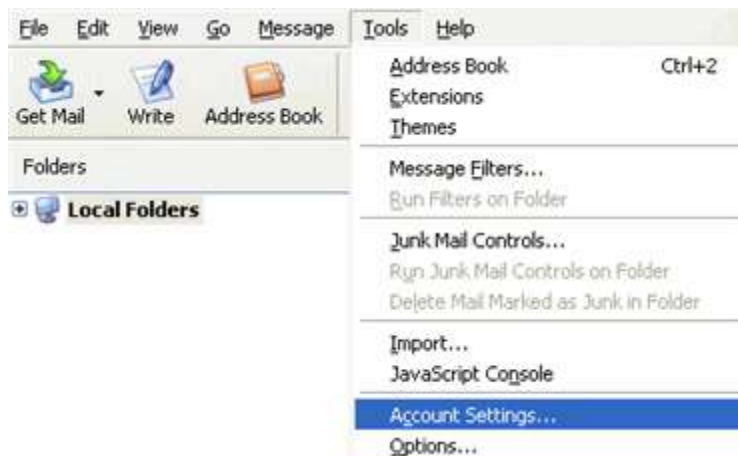 File Edit View Go Message Tools Help
Get Mail Write Address Book
Folders
Local Folders
Address Book Ctrl+2
Extensions
Themes
Message Filters...
Run Filters on Folder
Junk Mail Controls...
Run Junk Mail Controls on Folder
Delete Mail Marked as Junk in Folder
Import...
JavaScript Console
Account Settings...
Options...